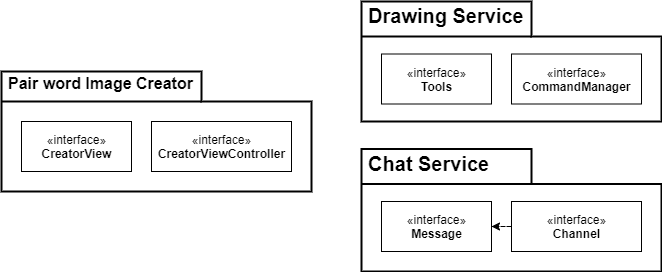 Pair word Image Creator
«interface»
CreatorView
«interface»
CreatorViewController
Drawing Service
«interface»
Tools
«interface»
CommandManager
Chat Service
«interface»
Message
«interface»
Channel